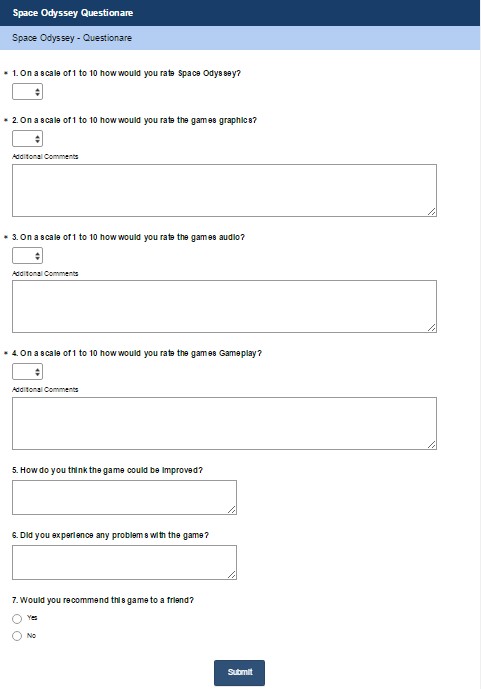 Space Odyssey Questionare
Space Odyssey - Questionare
* 1. On a scale of 1 to 10 how would you rate Space Odyssey?
* 2. On a scale of 1 to 10 how would you rate the games graphics?
Additional Comments
* 3. On a scale of 1 to 10 how would you rate the games audio?
Additional Comments
* 4. On a scale of 1 to 10 how would you rate the games Gameplay?
Additional Comments
5. How do you think the game could be improved?
6. Did you experience any problems with the game?
7. Would you recommend this game to a friend?
Yes
No
Submit